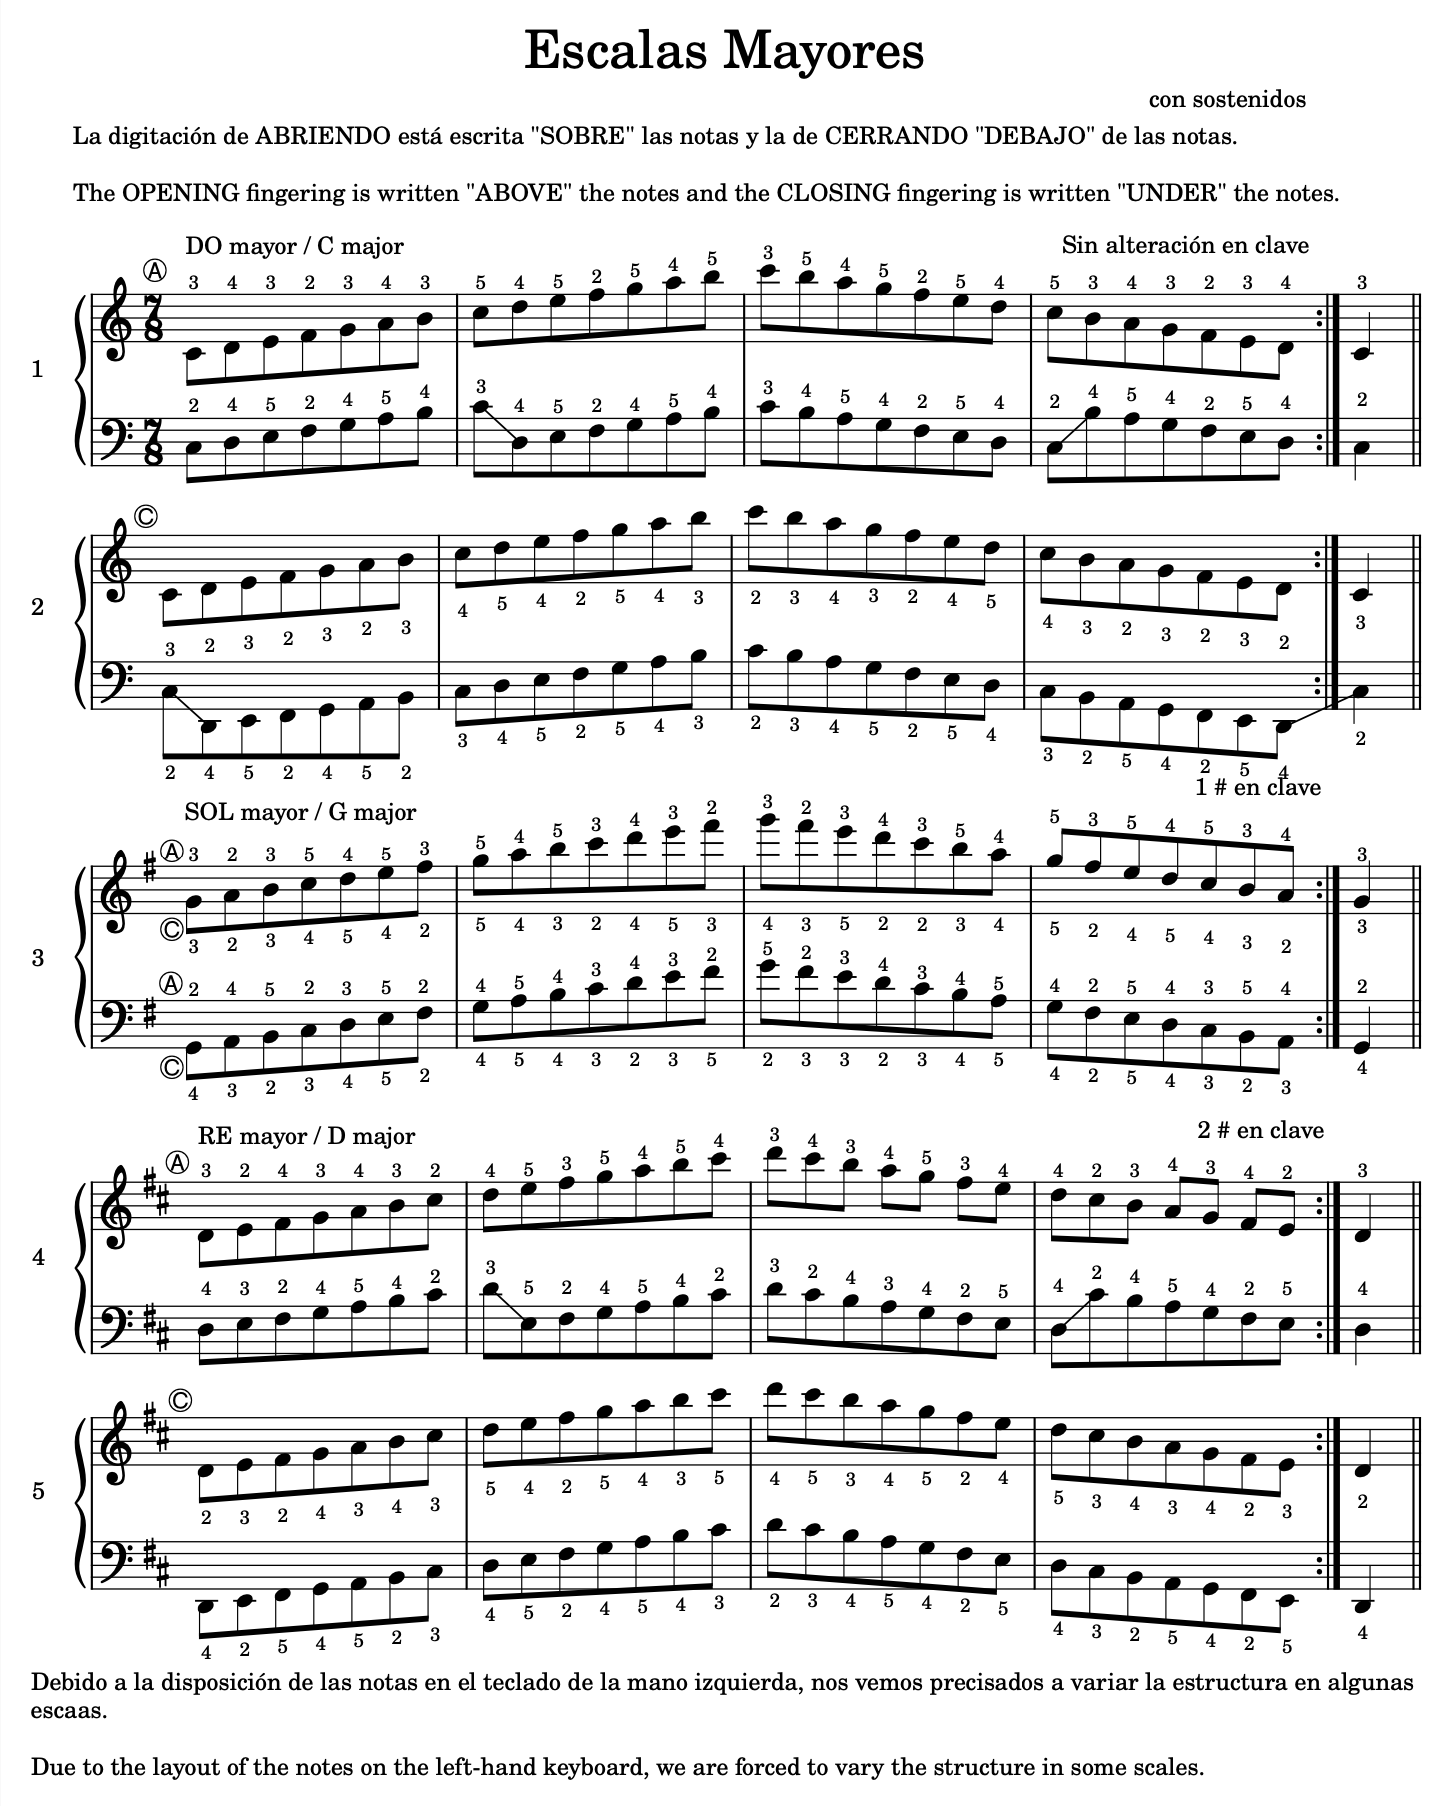 Escalas Mayores
con sostenidos
La digitación de ABRIENDO está escrita "SOBRE" las notas y la de CERRANDO "DEBAJO" de las notas.
The OPENING fingering is written "ABOVE" the notes and the CLOSING fingering is written "UNDER" the notes.
DO mayor / C major
Sin alteración en clave
Ⓐ 3 4 3 2 3 4 3 5 4 5 2 5 4 5 3 5 4 5 2 5 4 5 3 4 3 2 3 4 3
7 8
1
2 4 5 2 4 5 4 3 4 5 2 4 5 4 3 4 5 4 2 5 4 2 4 5 4 2 5 4 2
7 8
Ⓒ
2
3 2 3 2 3 2 3 4 5 4 2 5 4 3 2 3 4 3 2 4 5 4 3 2 3 2 3 2 3
2 4 5 2 4 5 2 3 4 5 2 5 4 3 2 3 4 5 2 5 4 3 2 5 4 2 5 4 2
SOL mayor / G major
1 # en clave
Ⓐ 3 2 3 5 4 5 3 5 4 5 3 4 3 2 3 2 3 4 3 5 4 5 3 5 4 5 3 4 3
Ⓒ 3 2 3 4 5 4 2 5 4 3 2 4 5 3 4 3 5 2 2 3 4 5 2 4 5 4 3 2 3
3
Ⓐ 2 4 5 2 3 5 2 4 5 4 3 4 3 2 5 2 3 4 3 4 5 4 2 5 4 3 5 4 2
Ⓒ 4 3 2 3 4 5 2 4 5 4 3 2 3 5 2 3 3 2 3 4 5 4 2 5 4 3 2 3 4
RE mayor / D major
2 # en clave
Ⓐ 3 2 4 3 4 3 2 4 5 3 5 4 5 4 3 4 3 4 5 3 4 4 2 3 4 3 4 2 3
4
4 3 2 4 5 4 2 3 5 2 4 5 4 2 3 2 4 3 4 2 5 4 2 4 5 4 2 5 4
Ⓒ
5
2 3 2 4 3 4 3 5 4 2 5 4 3 5 4 5 3 4 5 2 4 5 3 4 3 4 2 3 2
4 2 5 4 5 2 3 4 5 2 4 5 4 3 2 3 4 5 4 2 5 4 3 2 5 4 2 5 4
Debido a la disposición de las notas en el teclado de la mano izquierda, nos vemos precisados a variar la estructura en algunas
escaas.
Due to the layout of the notes on the left-hand keyboard, we are forced to vary the structure in some scales.